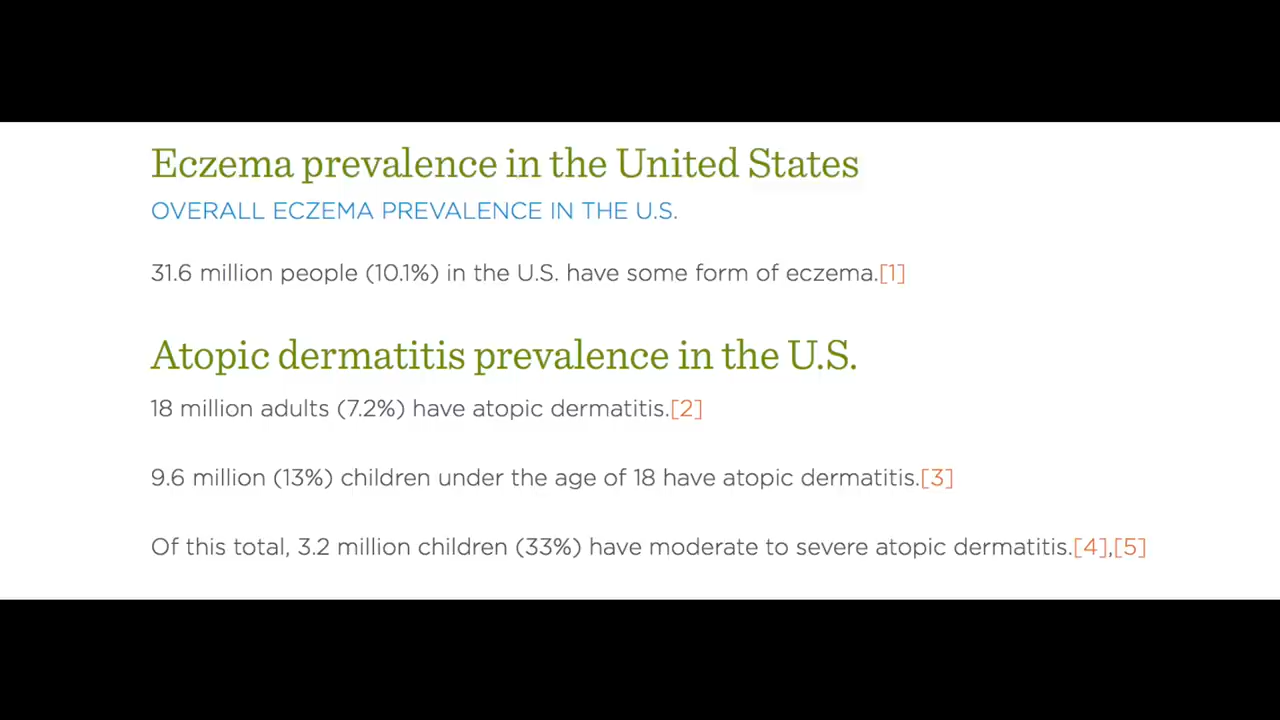 Eczema prevalence in the United States
OVERALL ECZEMA PREVALENCE IN THE U.S.
31.6 million people (10.1%) in the U.S. have some form of eczema.[1]
Atopic dermatitis prevalence in the U.S.
18 million adults (7.2%) have atopic dermatitis.[2]
9.6 million (13%) children under the age of 18 have atopic dermatitis.[3]
Of this total, 3.2 million children (33%) have moderate to severe atopic dermatitis.[4],[5]